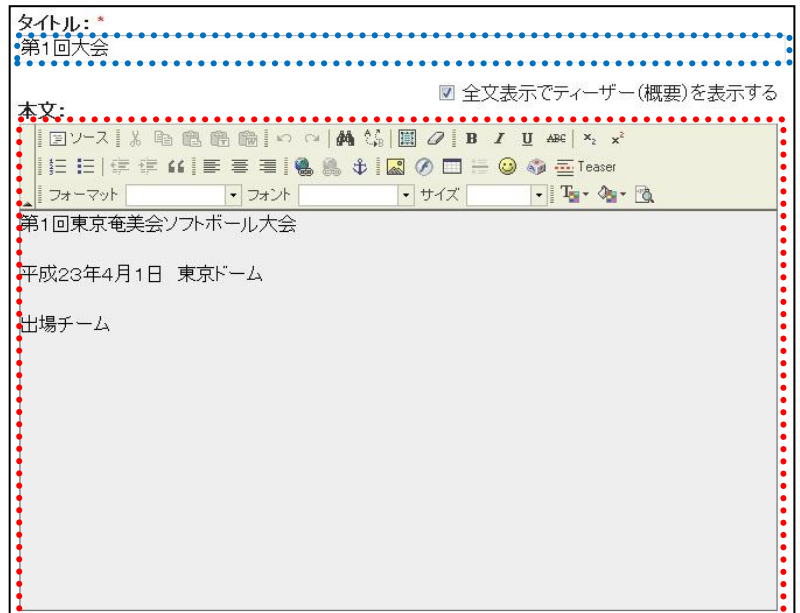 タイトル: *
第1回大会
全文表示でティーザー(概要)を表示する
本文:
ソース B I U ABC x₂ x²
Teaser
フォーマット フォント サイズ
第1回東京奄美会ソフトボール大会
平成23年4月1日 東京ドーム
出場チーム